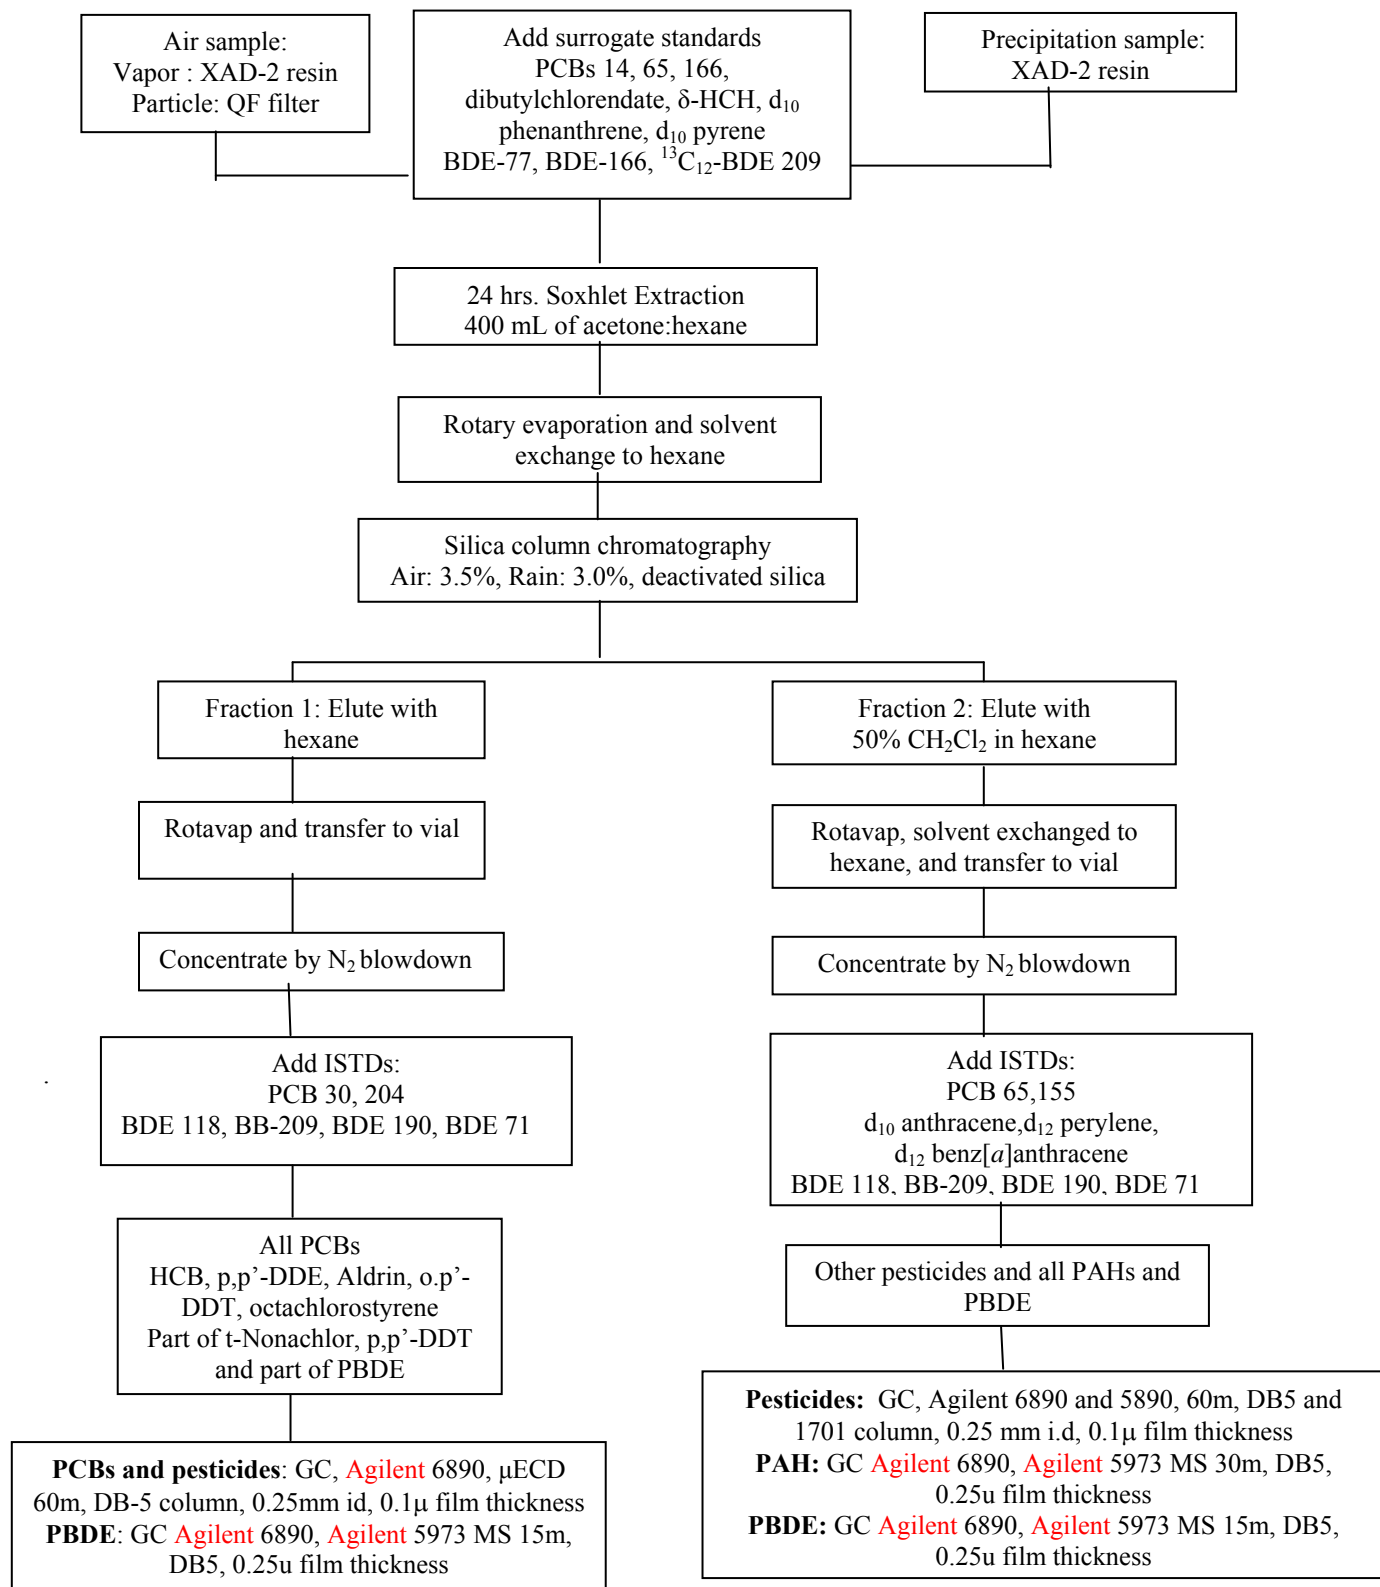 Air sample:
Vapor : XAD-2 resin
Particle: QF filter
Add surrogate standards
PCBs 14, 65, 166,
dibutylchlorendate, δ-HCH, d₁₀
phenanthrene, d₁₀ pyrene
BDE-77, BDE-166, ¹³C₁₂-BDE 209
Precipitation sample:
XAD-2 resin
24 hrs. Soxhlet Extraction
400 mL of acetone:hexane
Rotary evaporation and solvent
exchange to hexane
Silica column chromatography
Air: 3.5%, Rain: 3.0%, deactivated silica
Fraction 1: Elute with
hexane
Rotavap and transfer to vial
Concentrate by N₂ blowdown
Add ISTDs:
PCB 30, 204
BDE 118, BB-209, BDE 190, BDE 71
All PCBs
HCB, p,p’-DDE, Aldrin, o.p’-
DDT, octachlorostyrene
Part of t-Nonachlor, p,p’-DDT
and part of PBDE
PCBs and pesticides: GC, Agilent 6890, μECD
60m, DB-5 column, 0.25mm id, 0.1μ film thickness
PBDE: GC Agilent 6890, Agilent 5973 MS 15m,
DB5, 0.25u film thickness
Fraction 2: Elute with
50% CH₂Cl₂ in hexane
Rotavap, solvent exchanged to
hexane, and transfer to vial
Concentrate by N₂ blowdown
Add ISTDs:
PCB 65,155
d₁₀ anthracene,d₁₂ perylene,
d₁₂ benz[a]anthracene
BDE 118, BB-209, BDE 190, BDE 71
Other pesticides and all PAHs and
PBDE
Pesticides: GC, Agilent 6890 and 5890, 60m, DB5 and
1701 column, 0.25 mm i.d, 0.1μ film thickness
PAH: GC Agilent 6890, Agilent 5973 MS 30m, DB5,
0.25u film thickness
PBDE: GC Agilent 6890, Agilent 5973 MS 15m, DB5,
0.25u film thickness